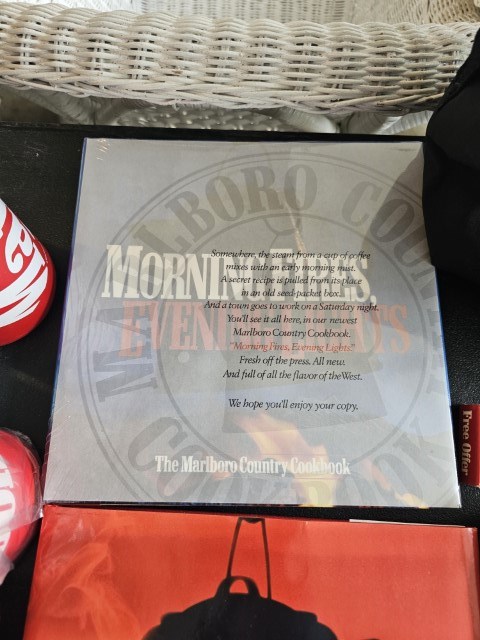 MARLBORO COUNTRY
MORNING FIRES,
EVENING LIGHTS
Somewhere, the steam from a cup of coffee
mixes with an early morning mist.
A secret recipe is pulled from its place
in an old seed-packet box.
And a town goes to work on a Saturday night.
You'll see it all here, in our newest
Marlboro Country Cookbook.
"Morning Fires, Evening Lights."
Fresh off the press. All new.
And full of all the flavor of the West.
We hope you'll enjoy your copy.
The Marlboro Country Cookbook
COOKBOOK
Free Offer